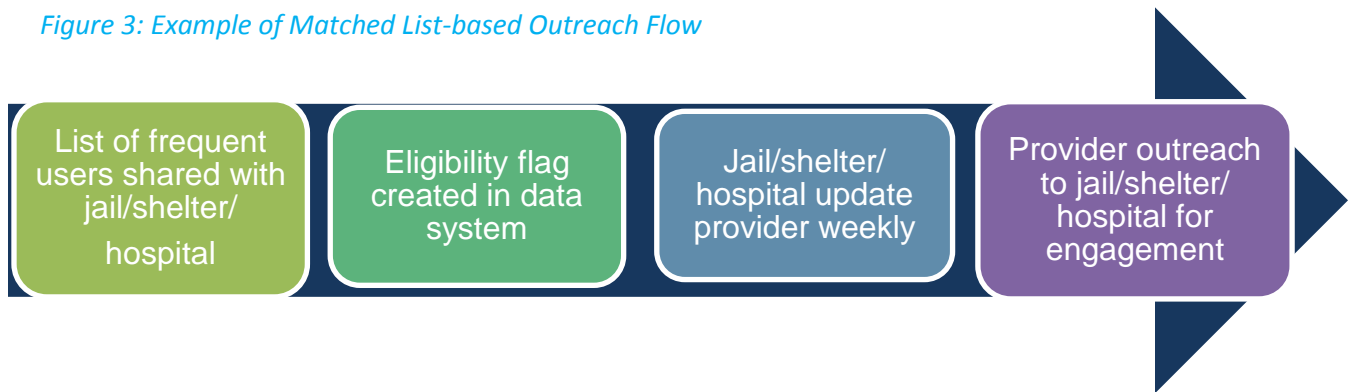 Figure 3: Example of Matched List-based Outreach Flow
List of frequent
users shared with
jail/shelter/
hospital
Eligibility flag
created in data
system
Jail/shelter/
hospital update
provider weekly
Provider outreach
to jail/shelter/
hospital for
engagement